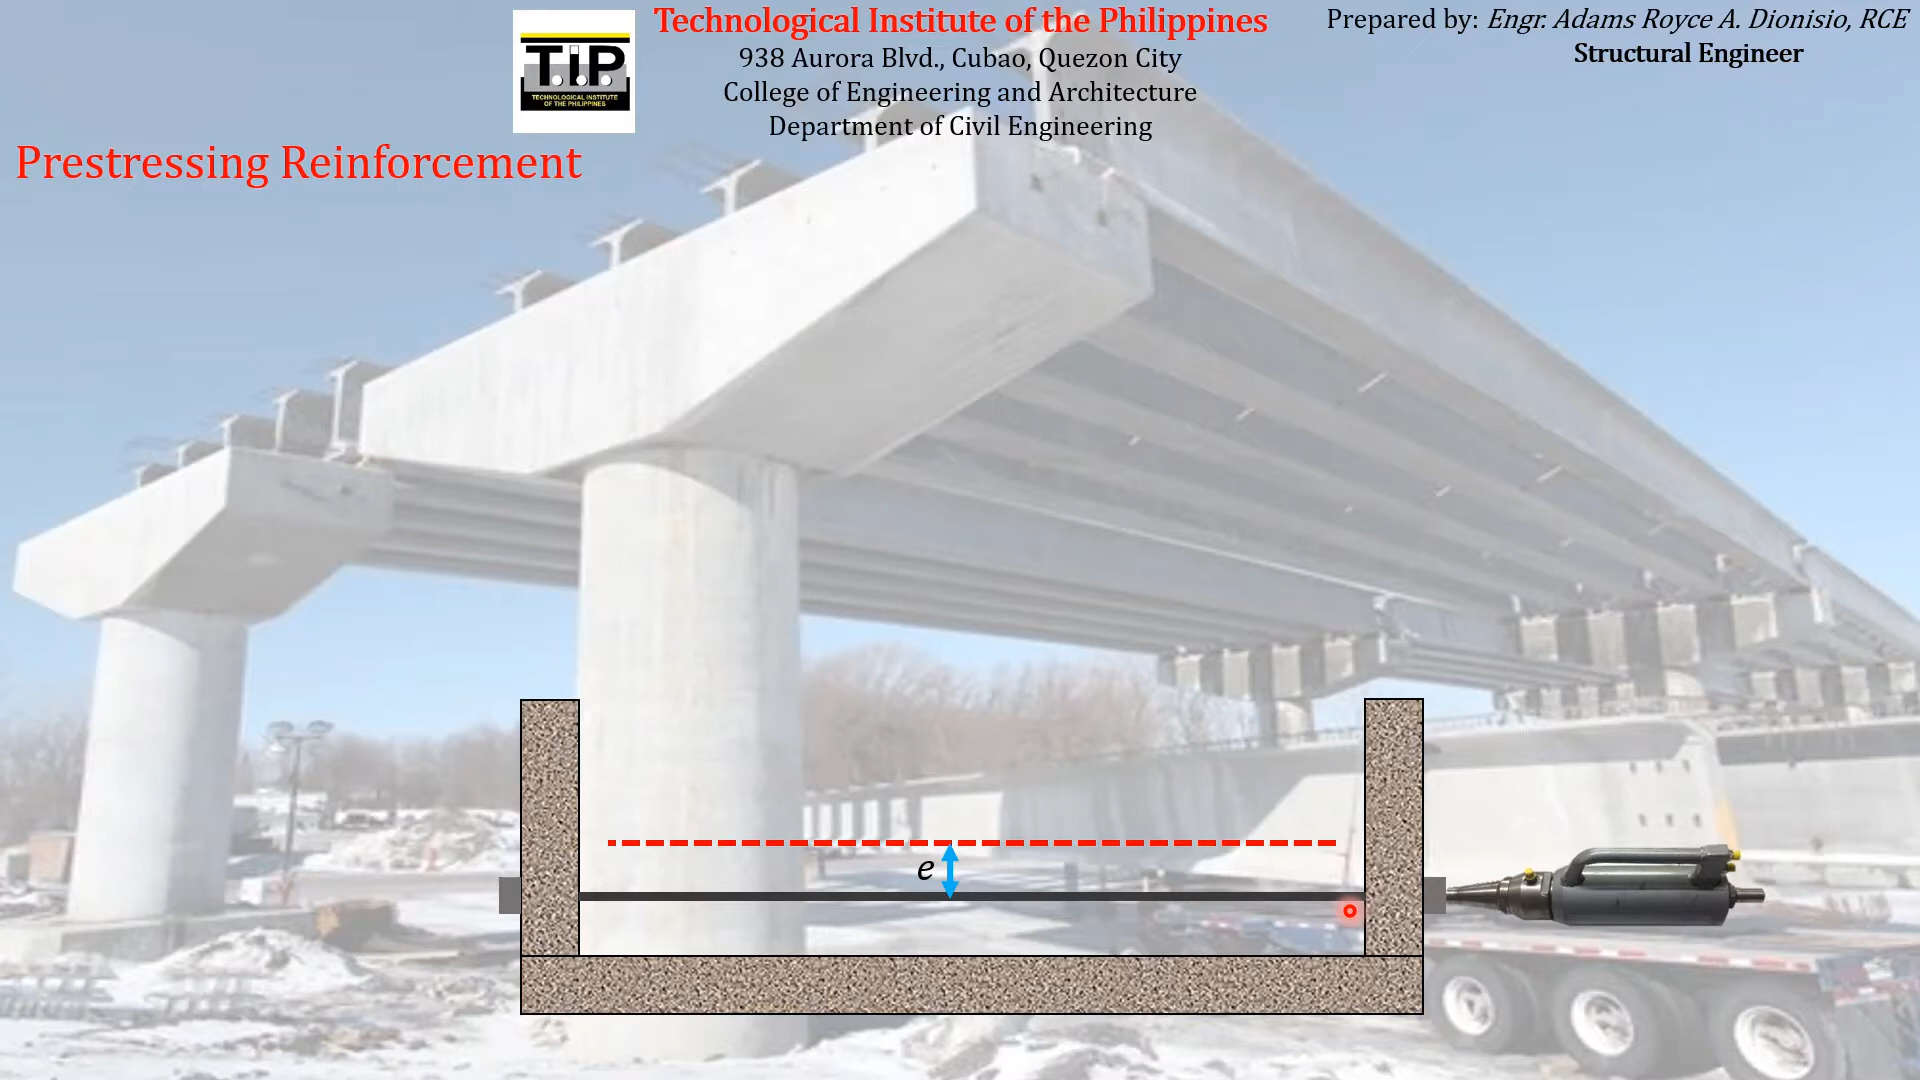 T.I.P
TECHNOLOGICAL INSTITUTE
OF THE PHILIPPINES
Technological Institute of the Philippines
938 Aurora Blvd., Cubao, Quezon City
College of Engineering and Architecture
Department of Civil Engineering
Prepared by: Engr. Adams Royce A. Dionisio, RCE
Structural Engineer
Prestressing Reinforcement
e